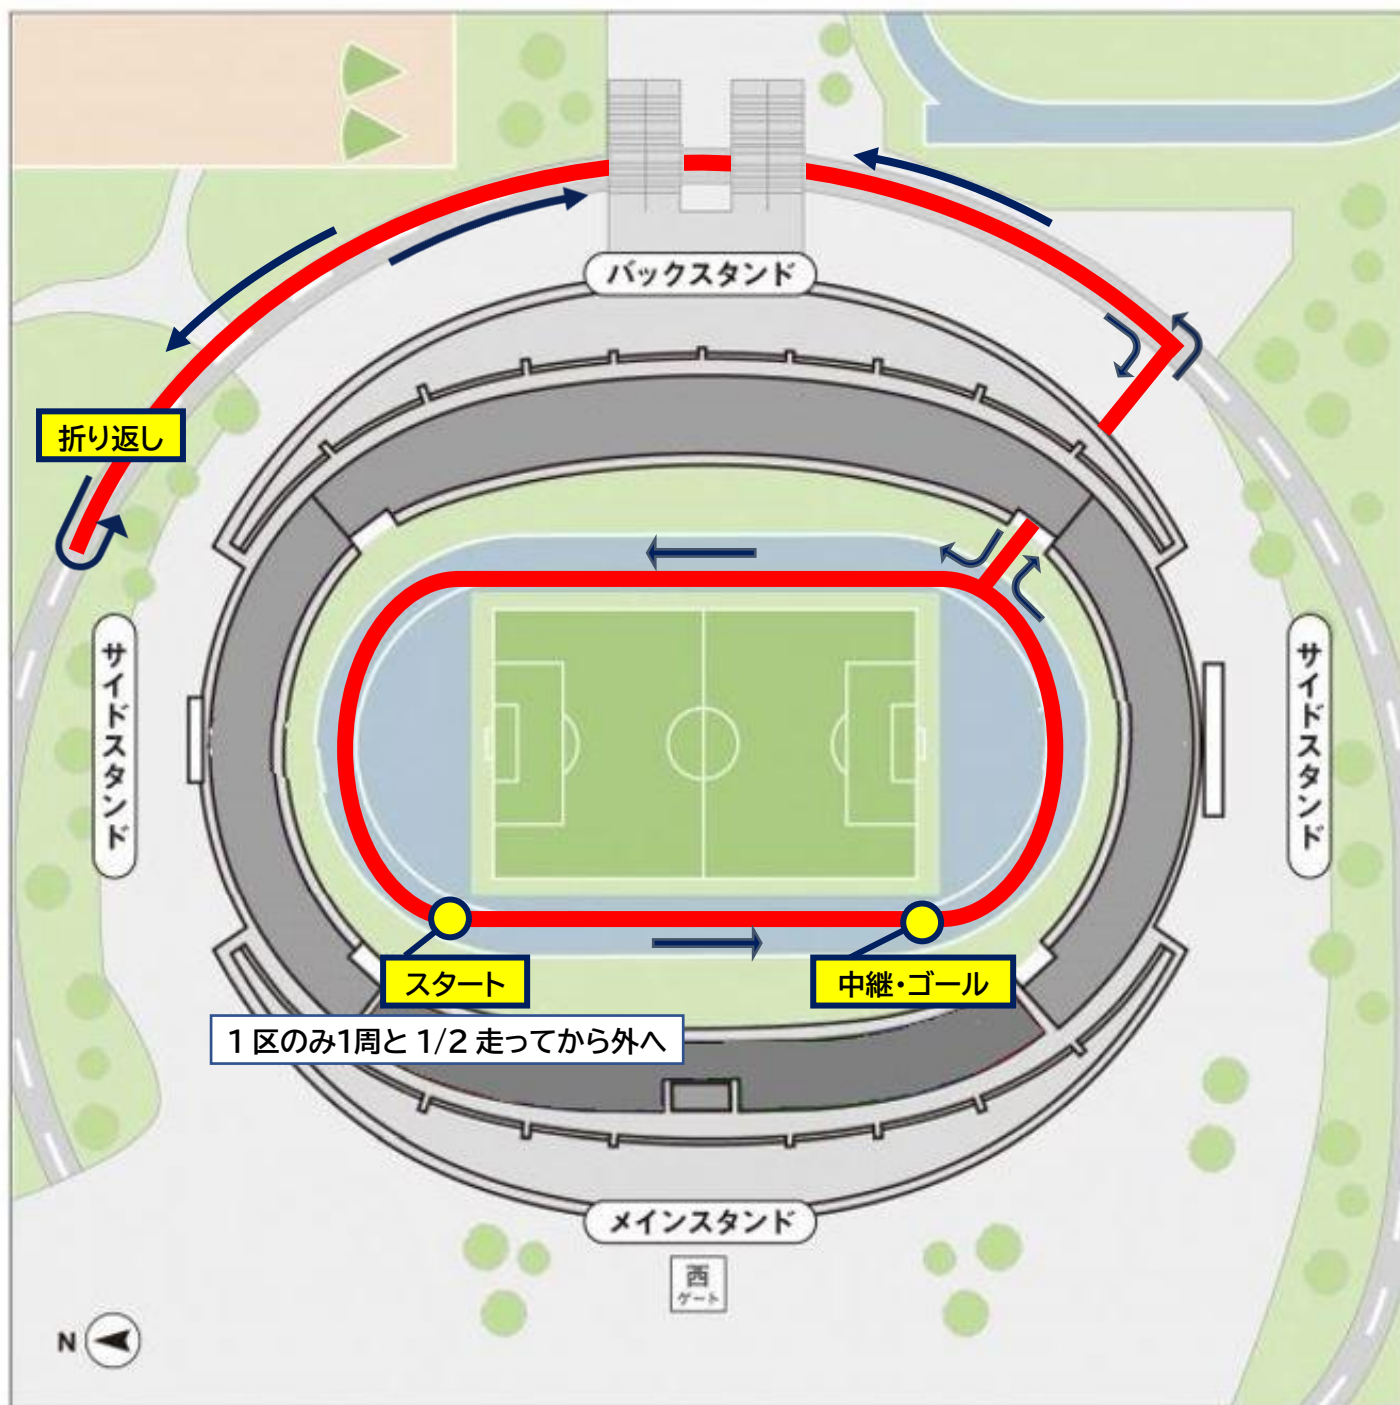 バックスタンド
折り返し
サイドスタンド
サイドスタンド
スタート
中継・ゴール
1区のみ1周と1/2走ってから外へ
メインスタンド
西
ゲート
N